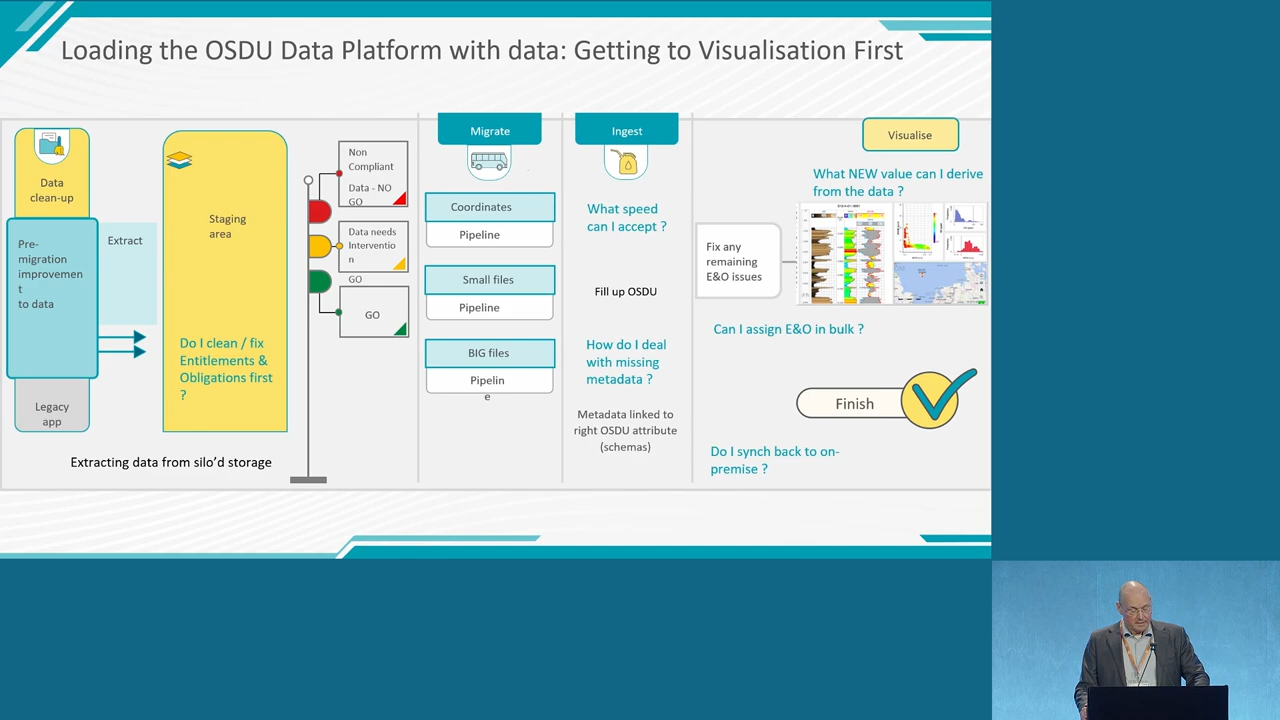 Loading the OSDU Data Platform with data: Getting to Visualisation First
Data
clean-up
Pre-
migration
improvemen
t
to data
Legacy
app
Extract
Staging
area
Do I clean / fix
Entitlements &
Obligations first
?
Extracting data from silo’d storage
Non
Compliant
Data - NO
GO
Data needs
Interventio
n
GO
GO
Migrate
Coordinates
Pipeline
Small files
Pipeline
BIG files
Pipelin
e
Ingest
What speed
can I accept ?
Fill up OSDU
How do I deal
with missing
metadata ?
Metadata linked to
right OSDU attribute
(schemas)
Visualise
What NEW value can I derive
from the data ?
Fix any
remaining
E&O issues
Can I assign E&O in bulk ?
Finish
Do I synch back to on-
premise ?